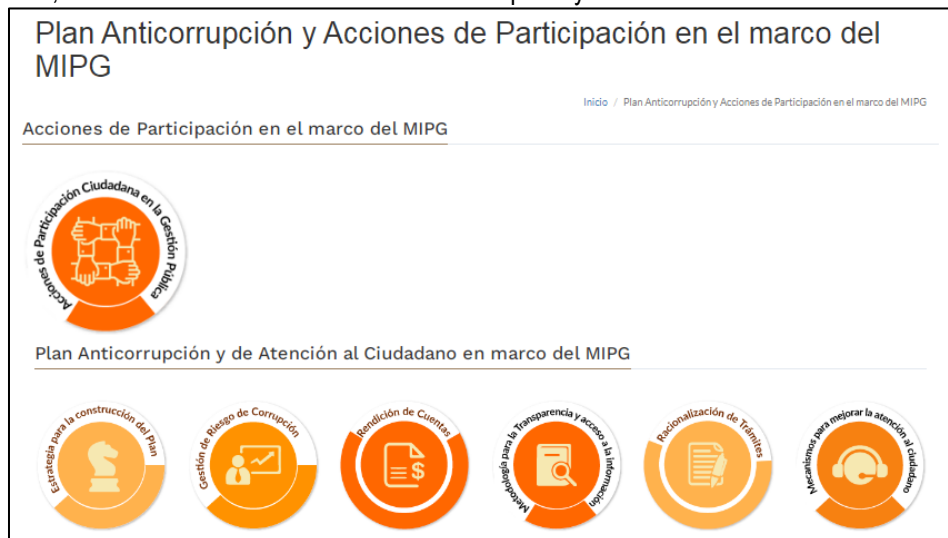 Plan Anticorrupción y Acciones de Participación en el marco del
MIPG
Inicio / Plan Anticorrupción y Acciones de Participación en el marco del MIPG
Acciones de Participación en el marco del MIPG
Acciones de Participación Ciudadana en la Gestión Pública
Plan Anticorrupción y de Atención al Ciudadano en marco del MIPG
Estrategia para la construcción del Plan
Gestión de Riesgo de Corrupción
Rendición de Cuentas
$
Metodología para la Transparencia y acceso a la información
Racionalización de Trámites
Mecanismos para mejorar la atención al ciudadano